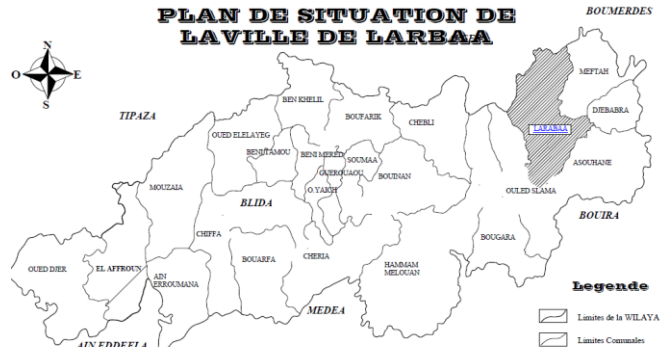 PLAN DE SITUATION DE
LAVILLE DE LARBAA
BOUMERDES
N
O
E
S
MEFTAH
BEN KHELIL
DJEBABRA
TIPAZA
BOUFARIK
CHEBLI
OUED ELELAYEG
LARABAA
BENI MERED
SOUMAA
ASOUHANE
GUEROUAOU
BOUINAN
MOUZAIA
O.YAICH
OULED SLAMA
BLIDA
BOUIRA
CHIFFA
BOUGARA
CHERIA
BOUARFA
HAMMAM
MELOUAN
OUED DJER
EL AFFROUN
AIN
ERROUMANA
Legende
MEDEA
Limites de la WILAYA
Limites Comunales